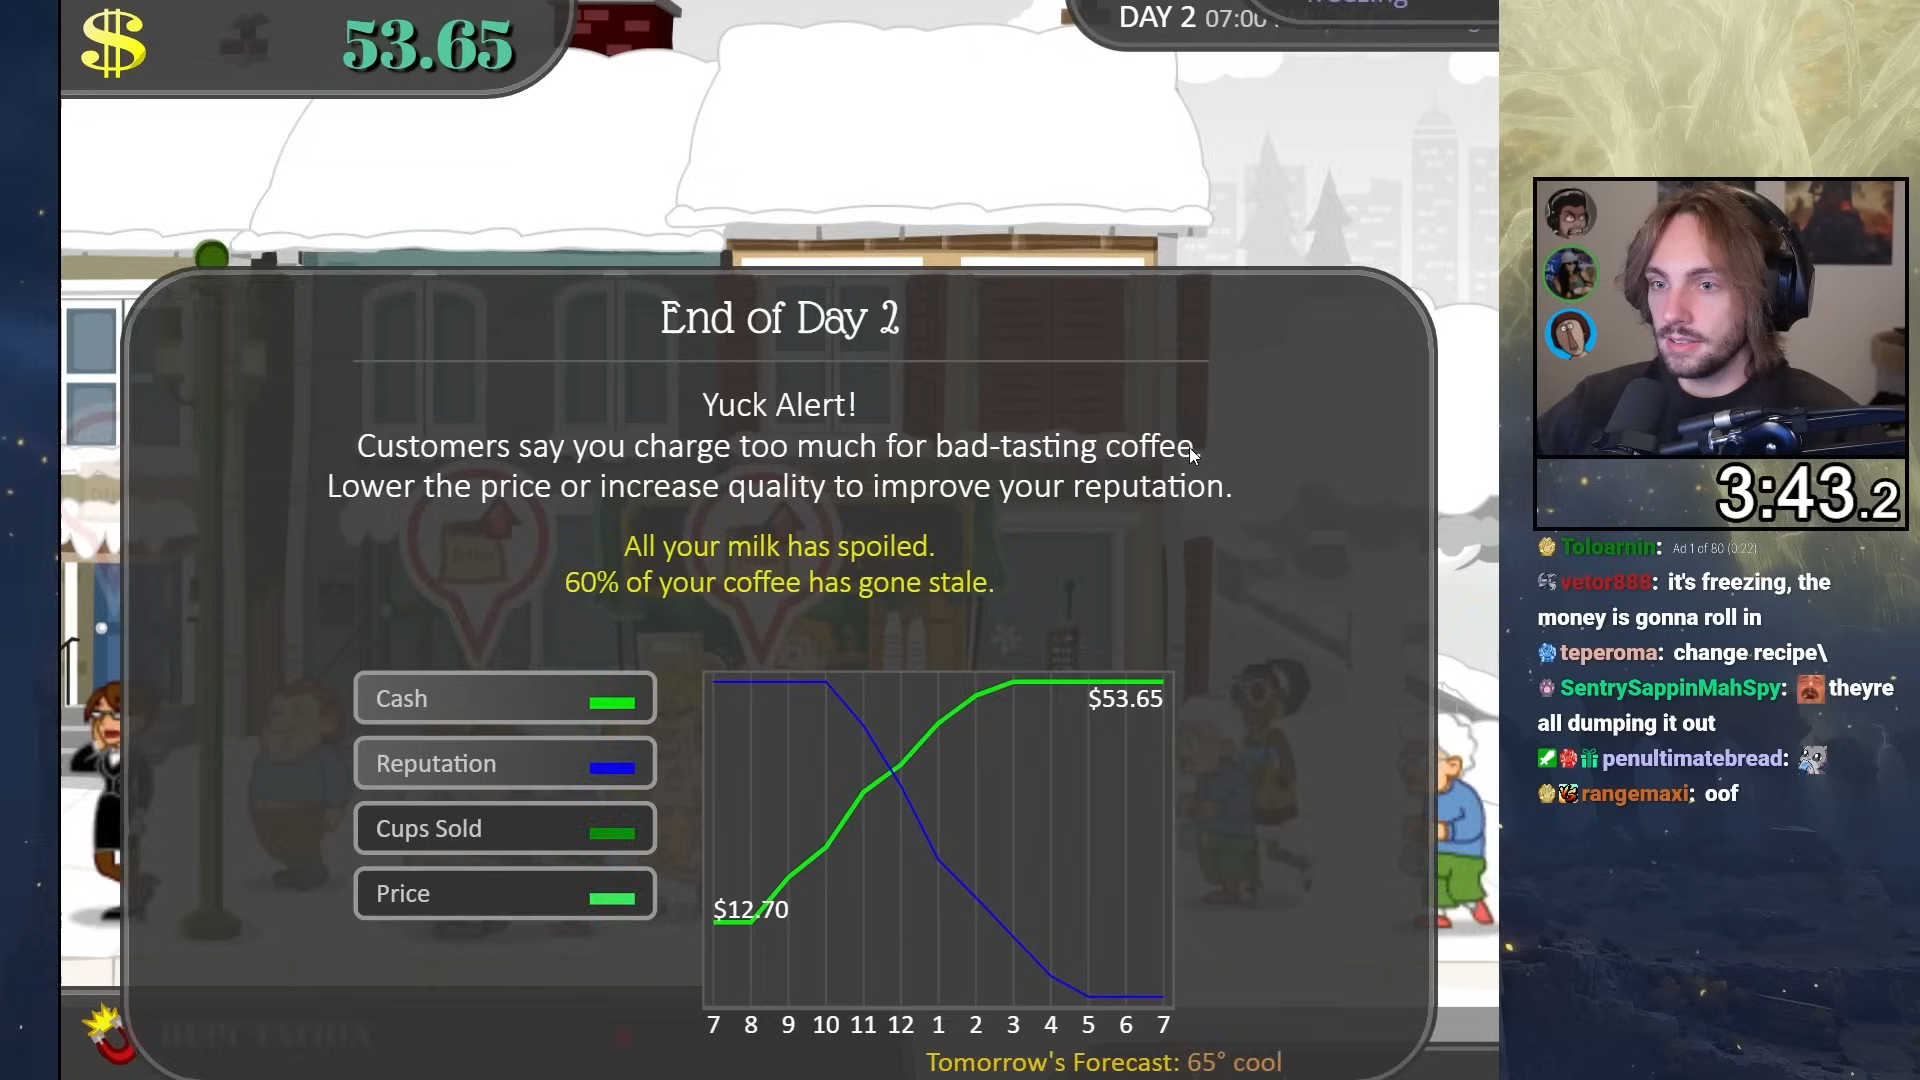 53.65
DAY 2 07:00
End of Day 2
Yuck Alert!
Customers say you charge too much for bad-tasting coffee.
Lower the price or increase quality to improve your reputation.
All your milk has spoiled.
60% of your coffee has gone stale.
Cash
Reputation
Cups Sold
Price
$53.65
$12.70
7 8 9 10 11 12 1 2 3 4 5 6 7
Tomorrow's Forecast: 65° cool
REPUTATION
3:43.2
Toloarnin: Ad 1 of 80 (0:22)
vetor888: it's freezing, the
money is gonna roll in
teperoma: change recipe\
SentrySappinMahSpy: theyre
all dumping it out
penultimatebread:
rangemaxi: oof